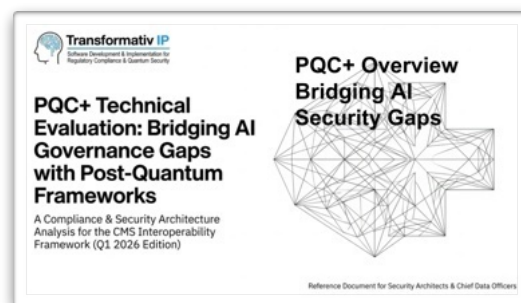 Transformativ IP
Software Development & Implementation for
Regulatory Compliance & Quantum Security
PQC+ Technical
Evaluation: Bridging AI
Governance Gaps
with Post-Quantum
Frameworks
A Compliance & Security Architecture
Analysis for the CMS Interoperability
Framework (Q1 2026 Edition)
PQC+ Overview
Bridging AI
Security Gaps
Reference Document for Security Architects & Chief Data Officers